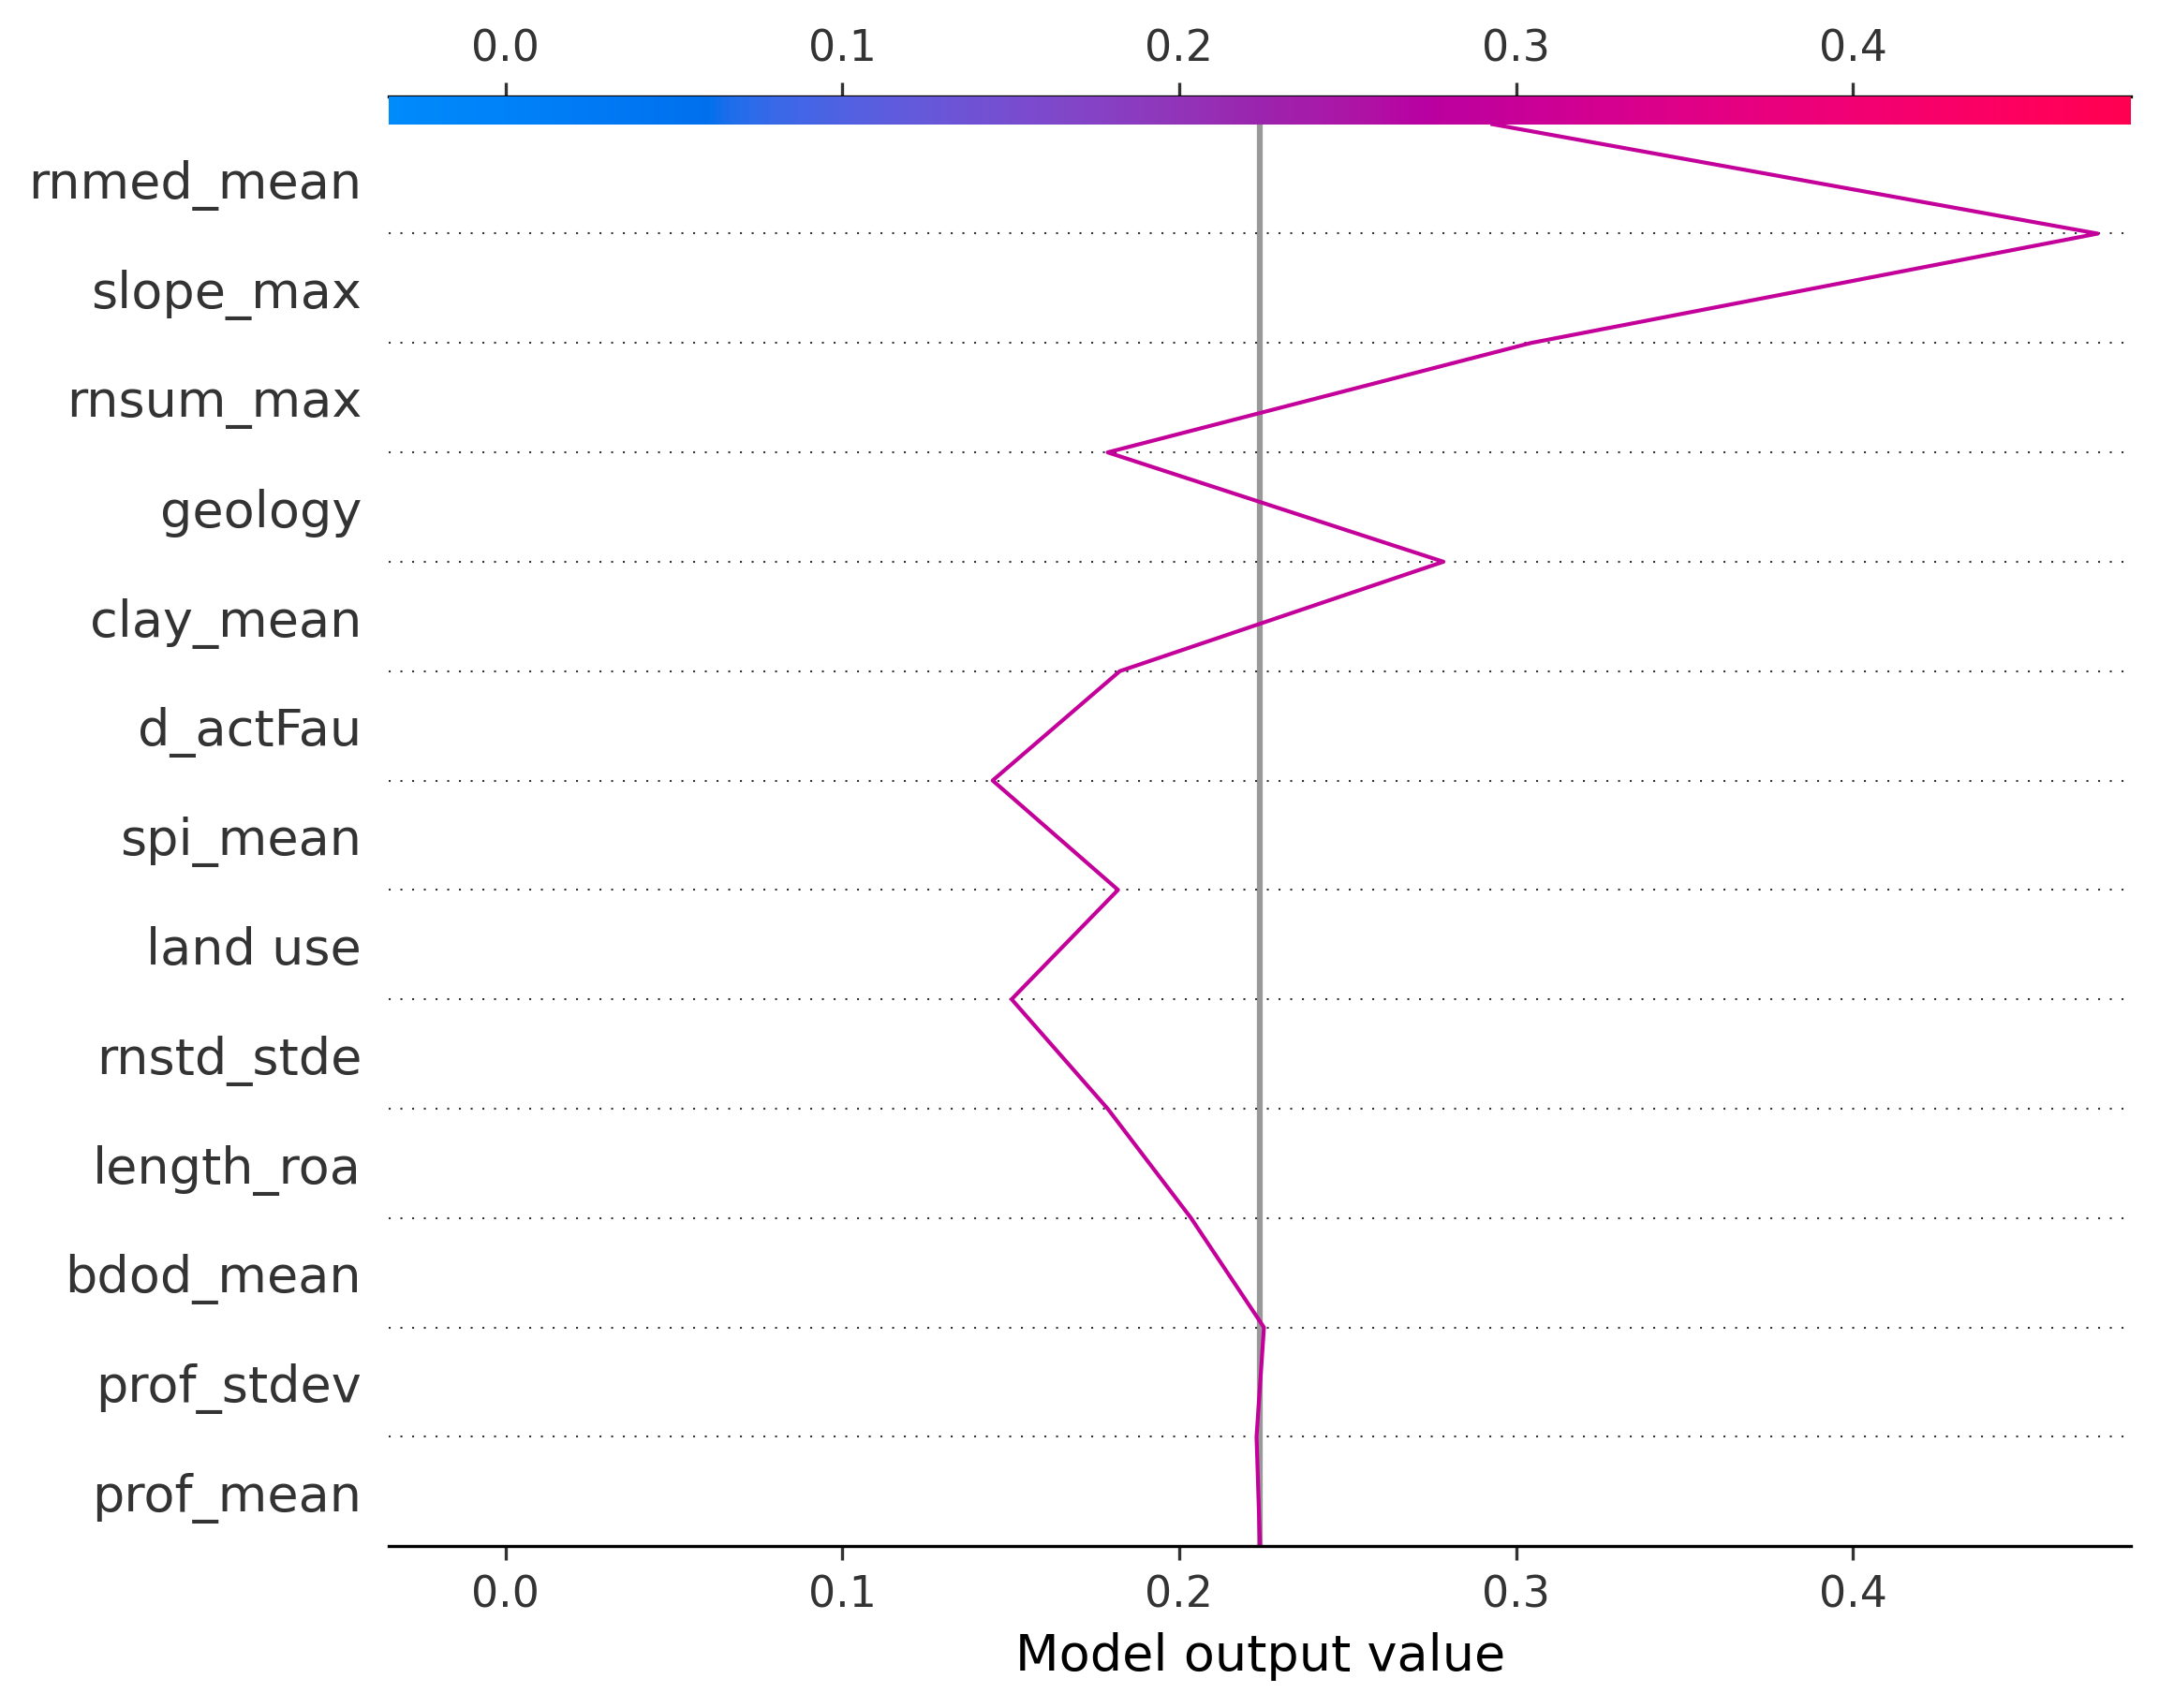 0.0 0.1 0.2 0.3 0.4
rnmed_mean
slope_max
rnsum_max
geology
clay_mean
d_actFau
spi_mean
land use
rnstd_stde
length_roa
bdod_mean
prof_stdev
prof_mean
0.0 0.1 0.2 0.3 0.4
Model output value